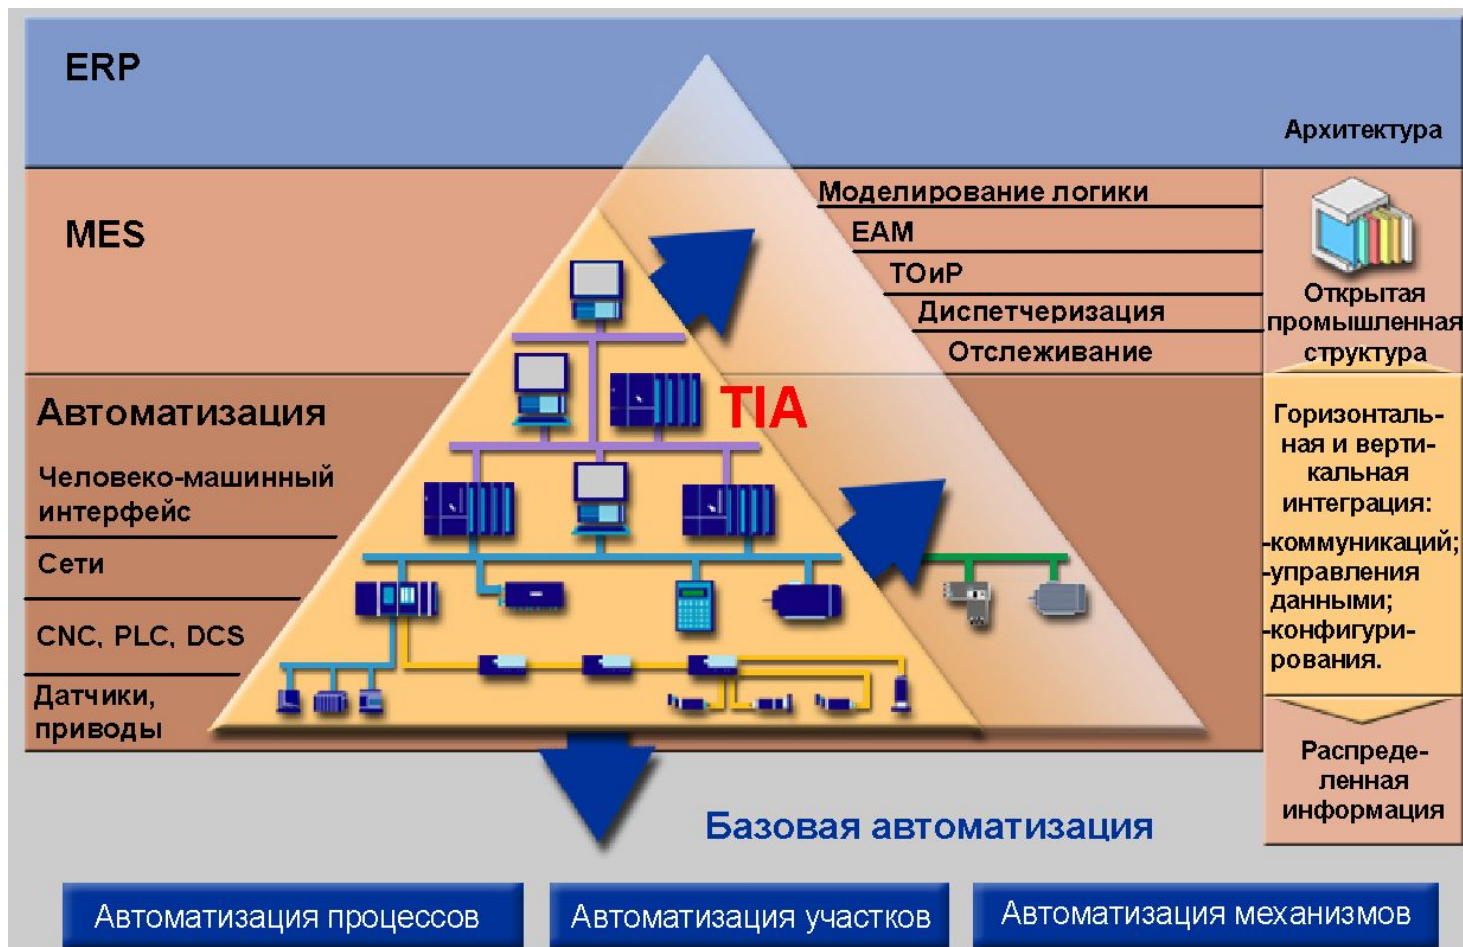 ERP
Архитектура
MES
Моделирование логики
EAM
ТОиР
Диспетчеризация
Отслеживание
Открытая
промышленная
структура
TIA
Автоматизация
Человеко-машинный
интерфейс
Сети
CNC, PLC, DCS
Датчики,
приводы
Горизонталь-
ная и верти-
кальная
интеграция:
-коммуникаций;
-управления
данными;
-конфигури-
рования.
Распреде-
ленная
информация
Базовая автоматизация
Автоматизация процессов
Автоматизация участков
Автоматизация механизмов